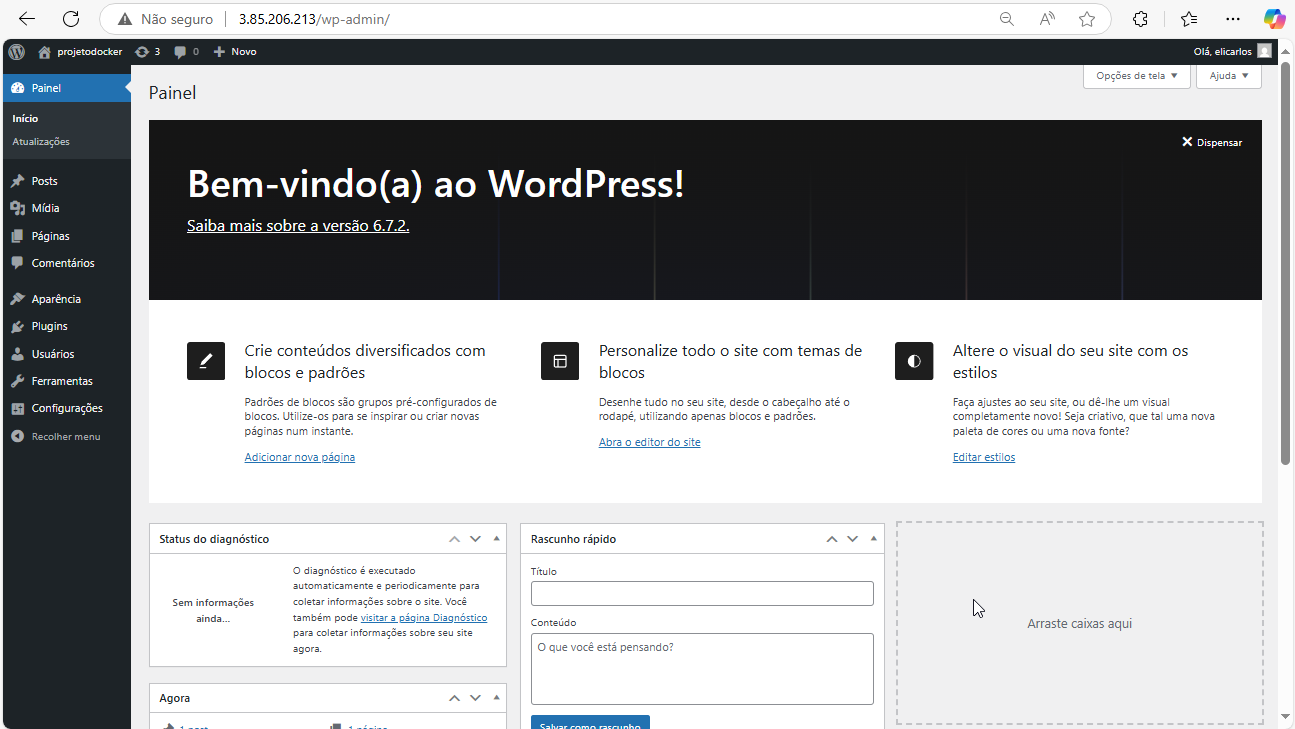 Não seguro
3.85.206.213/wp-admin/
projetodocker
3
0
Novo
Olá, elicarlos
Painel
Início
Atualizações
Posts
Mídia
Páginas
Comentários
Aparência
Plugins
Usuários
Ferramentas
Configurações
Recolher menu
Painel
Opções de tela
Ajuda
Dispensar
Bem-vindo(a) ao WordPress!
Saiba mais sobre a versão 6.7.2.
Crie conteúdos diversificados com
blocos e padrões
Padrões de blocos são grupos pré-configurados de
blocos. Utilize-os para se inspirar ou criar novas
páginas num instante.
Adicionar nova página
Personalize todo o site com temas de
blocos
Desenhe tudo no seu site, desde o cabeçalho até o
rodapé, utilizando apenas blocos e padrões.
Abra o editor do site
Altere o visual do seu site com os
estilos
Faça ajustes ao seu site, ou dê-lhe um visual
completamente novo! Seja criativo, que tal uma nova
paleta de cores ou uma nova fonte?
Editar estilos
Status do diagnóstico
Sem informações
ainda...
O diagnóstico é executado
automaticamente e periodicamente para
coletar informações sobre o site. Você
também pode visitar a página Diagnóstico
para coletar informações sobre seu site
agora.
Agora
1 post
1 página
Rascunho rápido
Título
Conteúdo
O que você está pensando?
Salvar como rascunho
Arraste caixas aqui